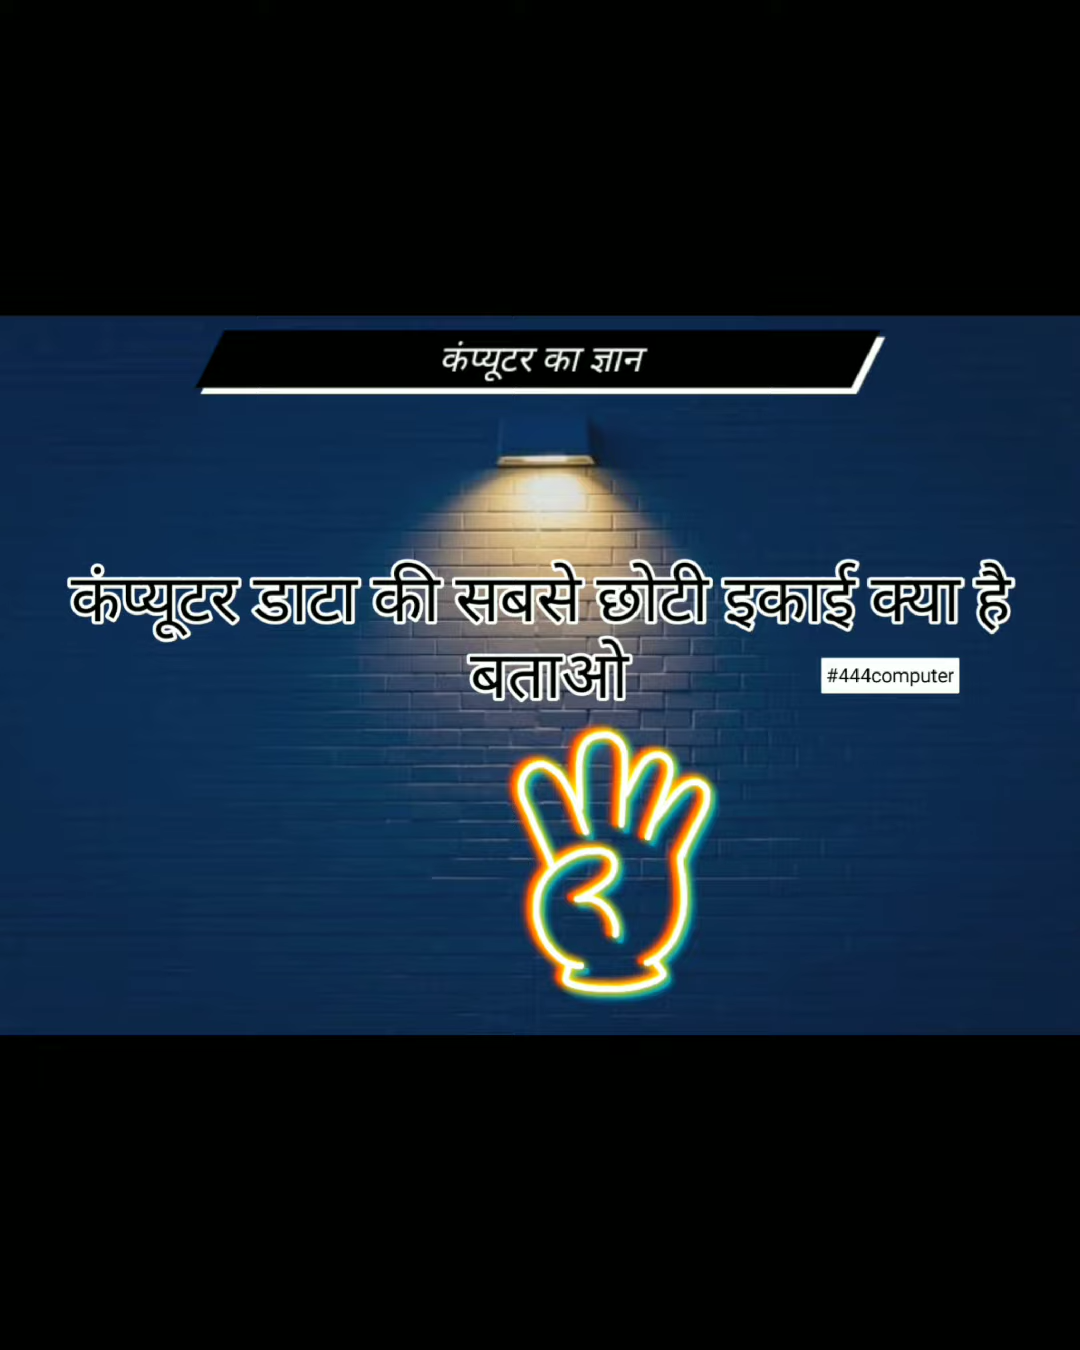 कंप्यूटर का ज्ञान
कंप्यूटर डाटा की सबसे छोटी इकाई क्या है
बताओ
#444computer